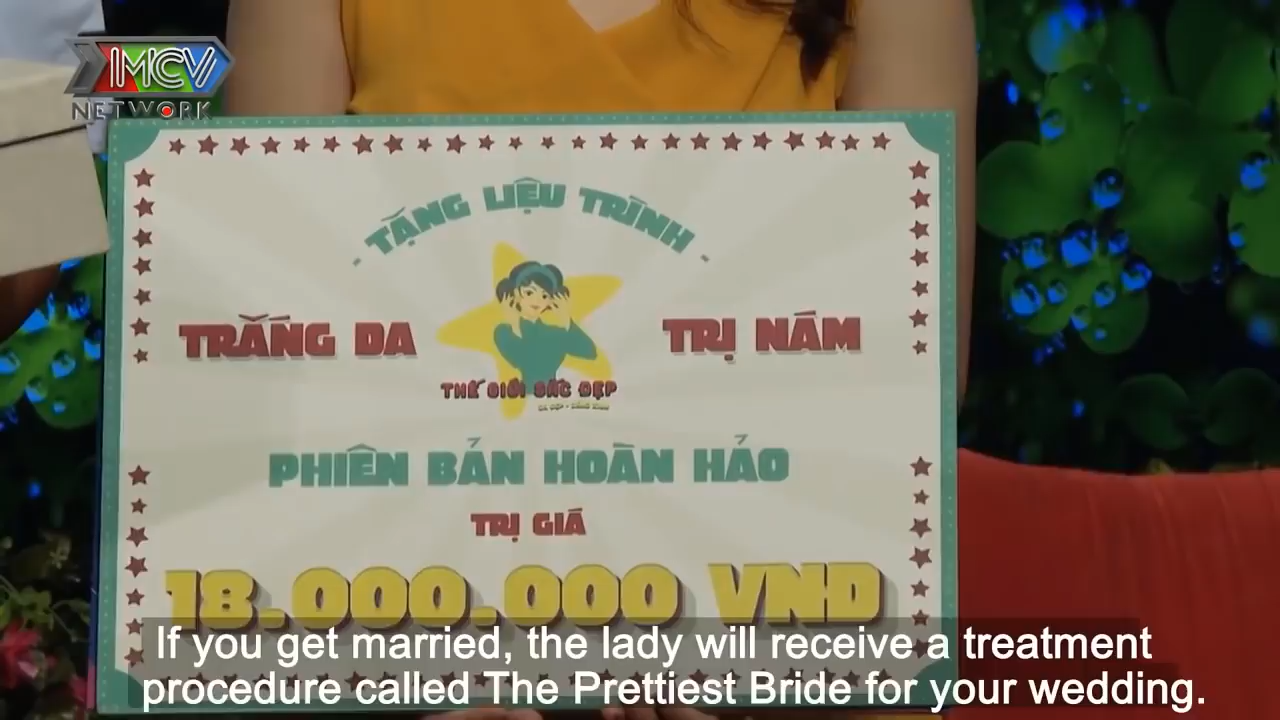 MCV
NETWORK
TẶNG LIỆU TRÌNH
TRẮNG DA
TRỊ NÁM
THẾ GIỚI SẮC ĐẸP
PHIÊN BẢN HOÀN HẢO
TRỊ GIÁ
18.000.000 VND
If you get married, the lady will receive a treatment
procedure called The Prettiest Bride for your wedding.